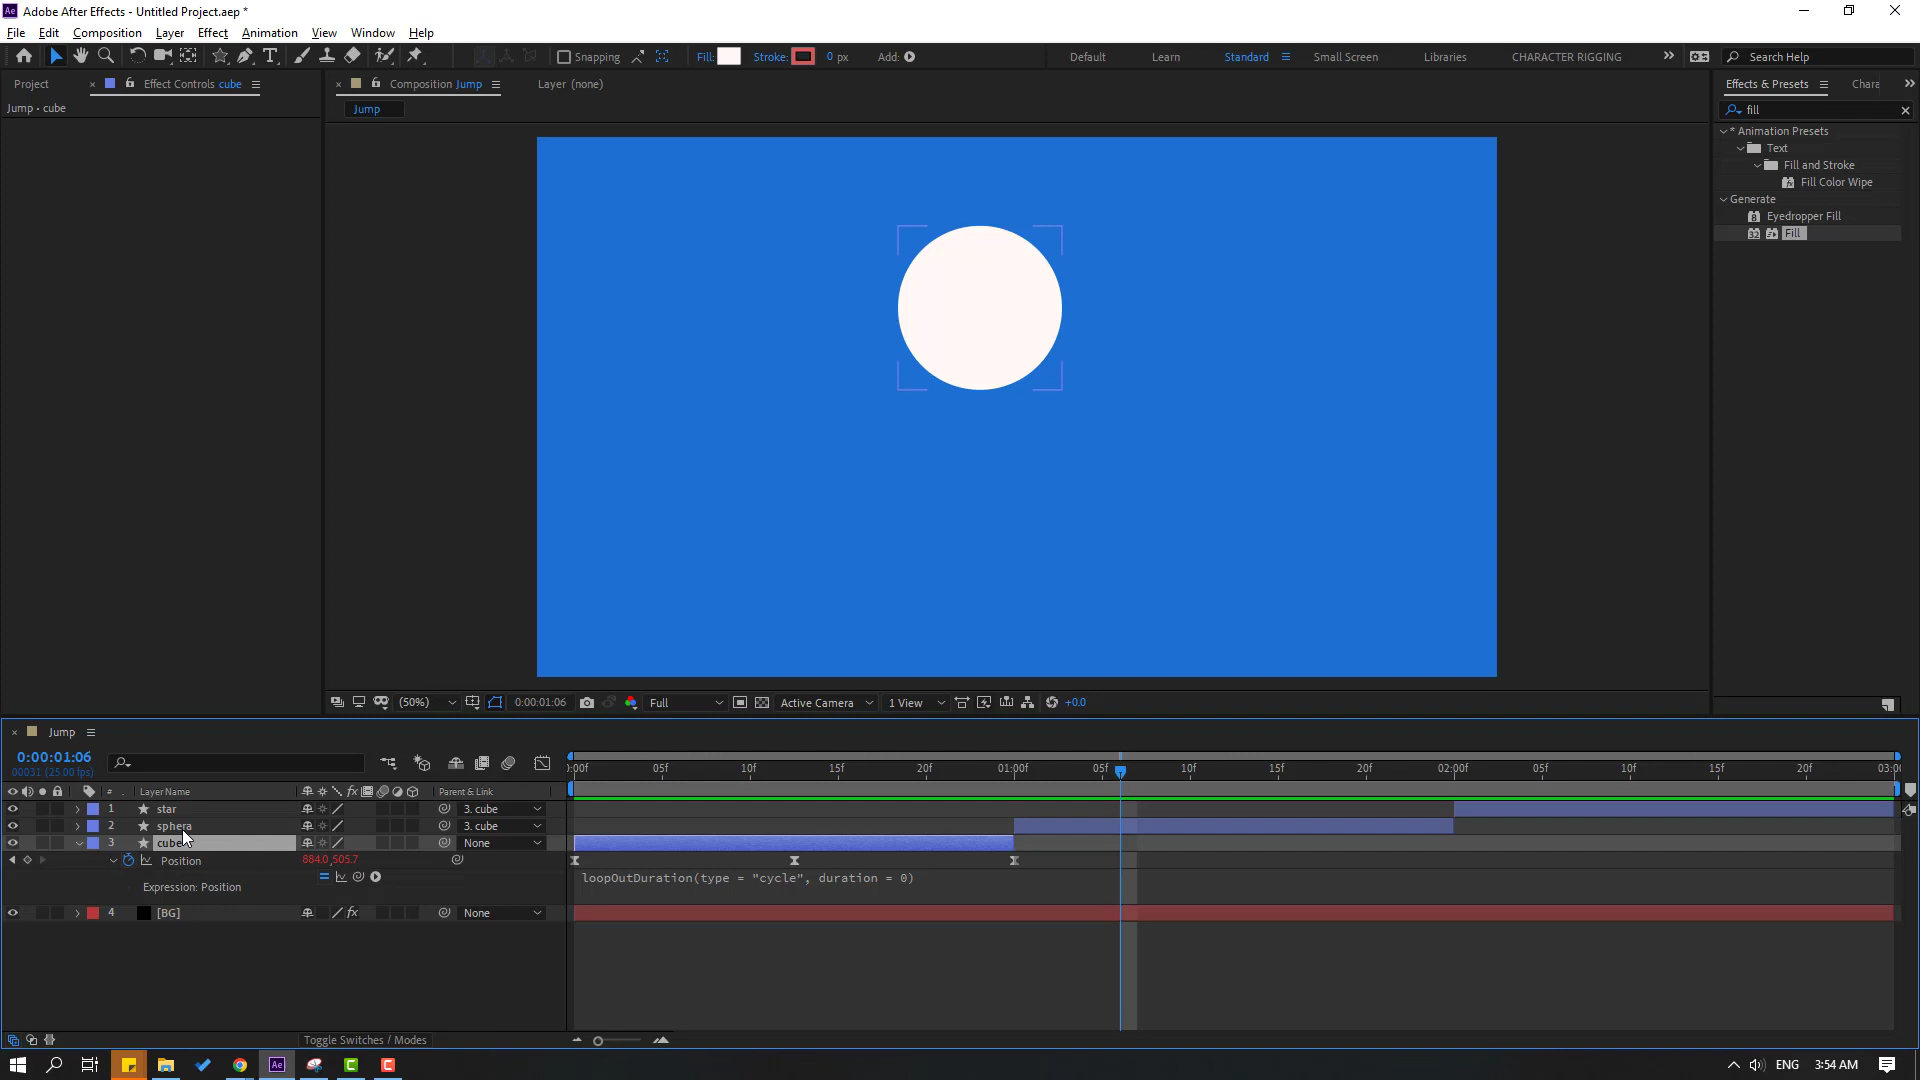 Adobe After Effects - Untitled Project.aep *
File Edit Composition Layer Effect Animation View Window Help
Snapping Fill: Stroke: 0 px Add: Default Learn Standard Small Screen Libraries CHARACTER RIGGING Search Help
Project Effect Controls cube Composition Jump Layer (none) Effects & Presets Chara
Jump • cube Jump fill
* Animation Presets
Text
Fill and Stroke
Fill Color Wipe
Generate
Eyedropper Fill
Fill
(50%) 0:00:01:06 Full Active Camera 1 View +0.0
Jump
0:00:01:06
00031 (25.00 fps)
:00f 05f 10f 15f 20f 01:00f 05f 10f 15f 20f 02:00f 05f 10f 15f 20f 03:0
# Layer Name fx Parent & Link
1 star 3. cube
2 sphera 3. cube
3 cube None
Position 884.0,505.7
Expression: Position loopOutDuration(type = "cycle", duration = 0)
4 [BG] fx None
Toggle Switches / Modes
ENG 3:54 AM